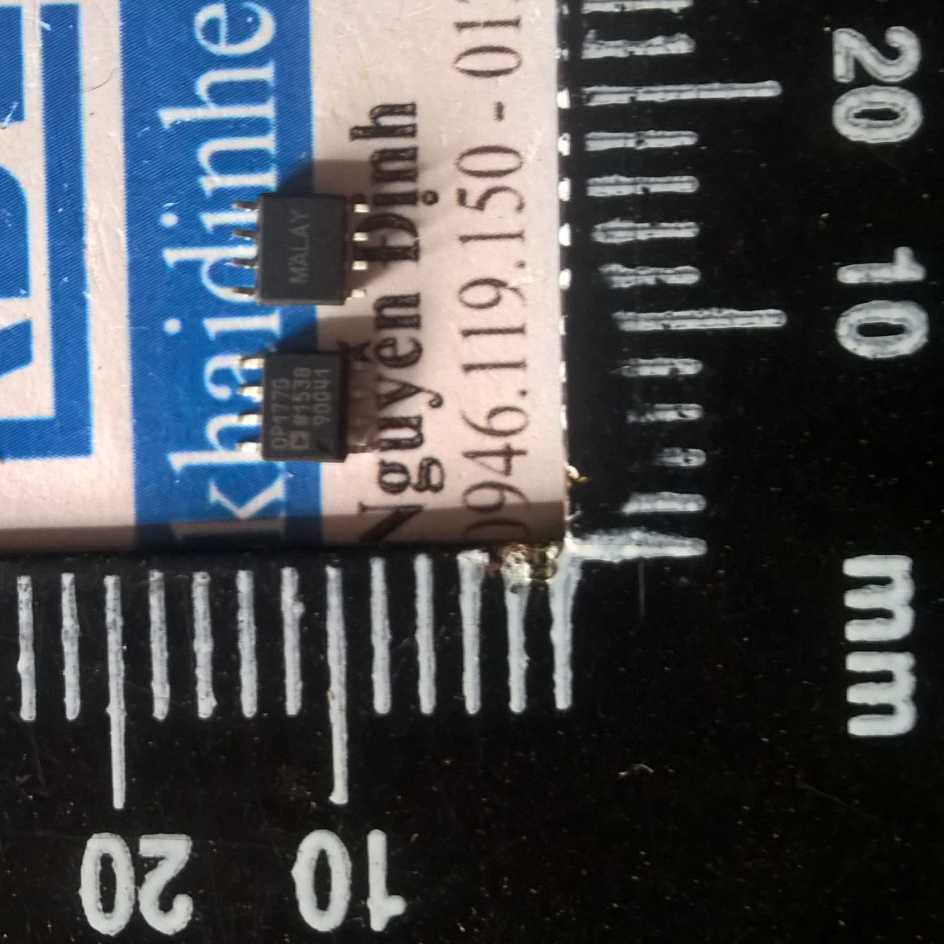 khaidinhe
Nguyễn Định
0946.119.150 - 01
MALAY
OP177G
#1538
90041
20
10
mm
10
20